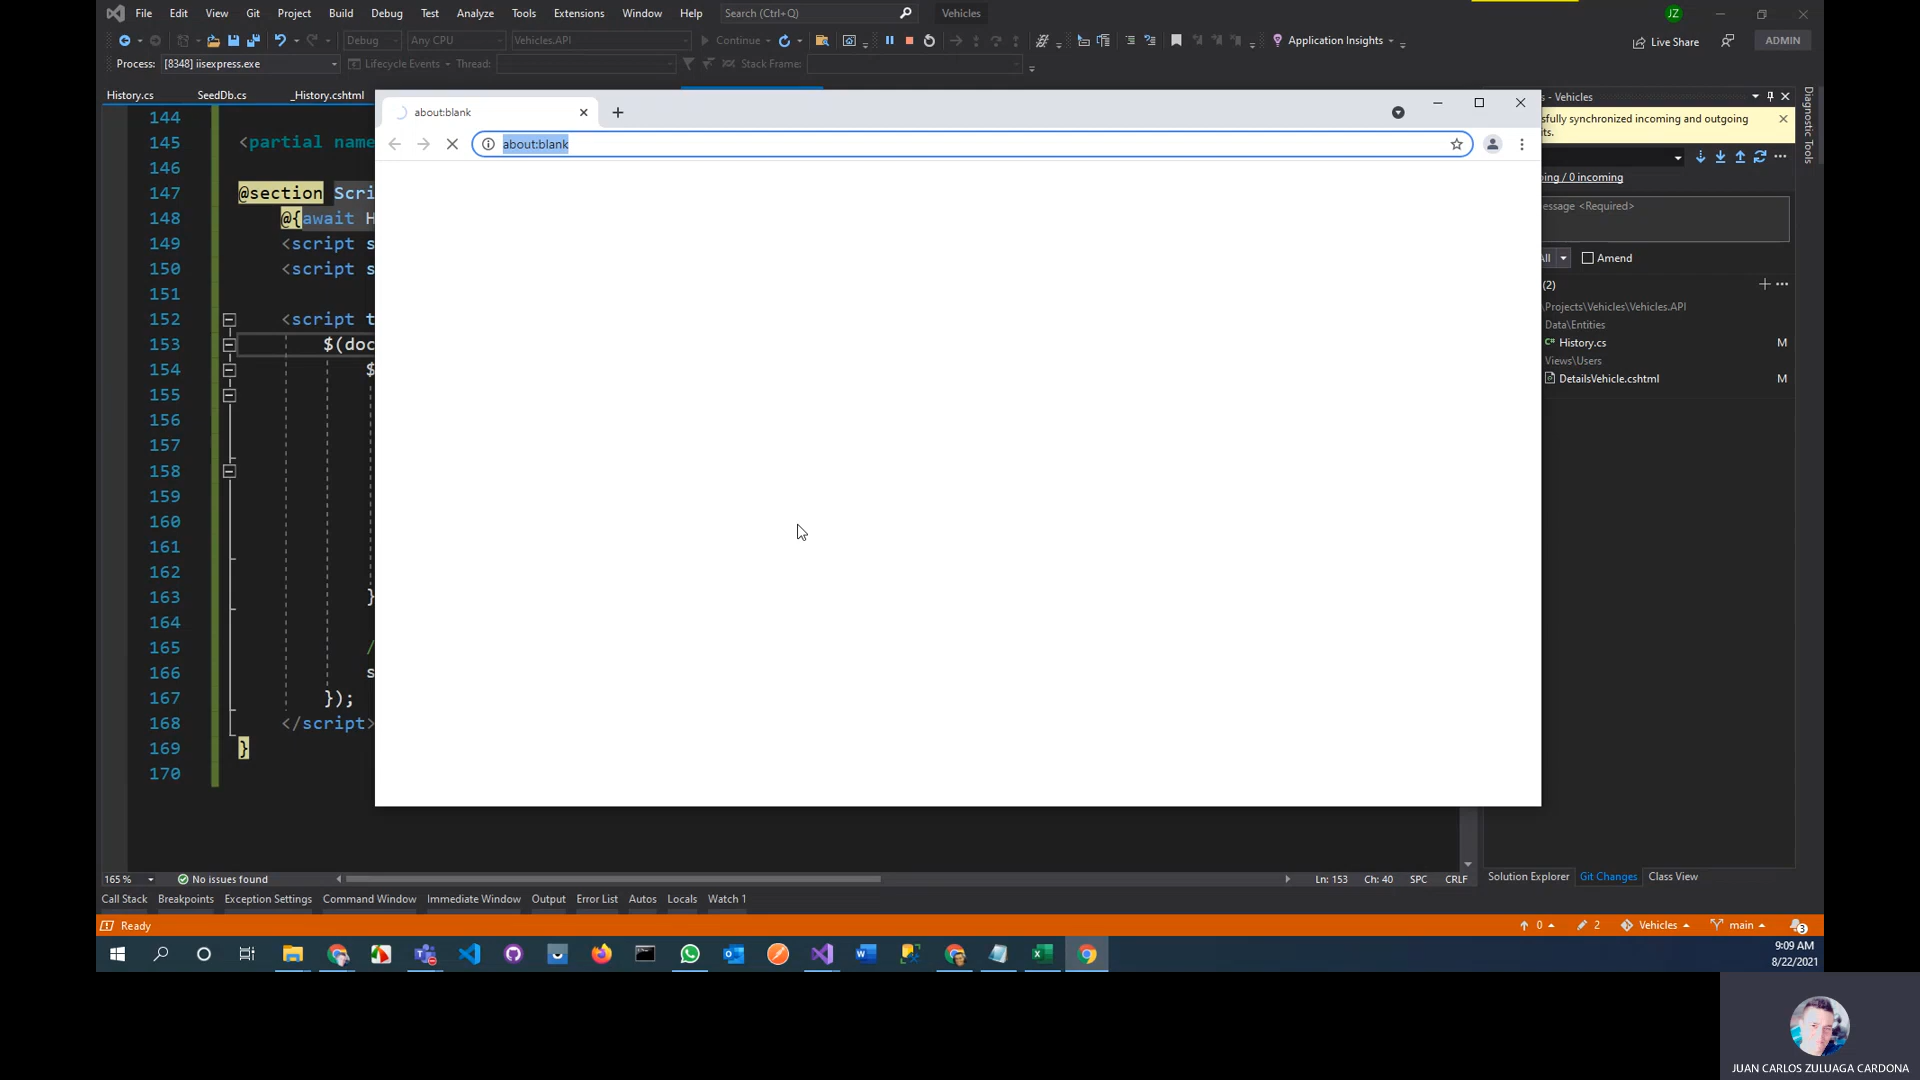 File Edit View Git Project Build Debug Test Analyze Tools Extensions Window Help Search (Ctrl+Q) Vehicles JZ
Debug Any CPU Vehicles.API Continue Application Insights Live Share ADMIN
Process: [8348] iisexpress.exe Lifecycle Events Thread: Stack Frame:
History.cs SeedDb.cs _History.cshtml
about:blank
about:blank
144
145 <partial name
146
147 @section Scri
148 @{await H
149 <script s
150 <script s
151
152 <script t
153 $(doc
154 $
155
156
157
158
159
160
161
162
163 }
164
165 /
166 s
167 });
168 </script>
169 }
170
s - Vehicles
sfully synchronized incoming and outgoing
its.
ing / 0 incoming
essage <Required>
All Amend
(2)
\Projects\Vehicles\Vehicles.API
Data\Entities
C# History.cs M
Views\Users
DetailsVehicle.cshtml M
Diagnostic Tools
165 % No issues found Ln: 153 Ch: 40 SPC CRLF
Solution Explorer Git Changes Class View
Call Stack Breakpoints Exception Settings Command Window Immediate Window Output Error List Autos Locals Watch 1
Ready 0 2 Vehicles main 3
9:09 AM
8/22/2021
JUAN CARLOS ZULUAGA CARDONA